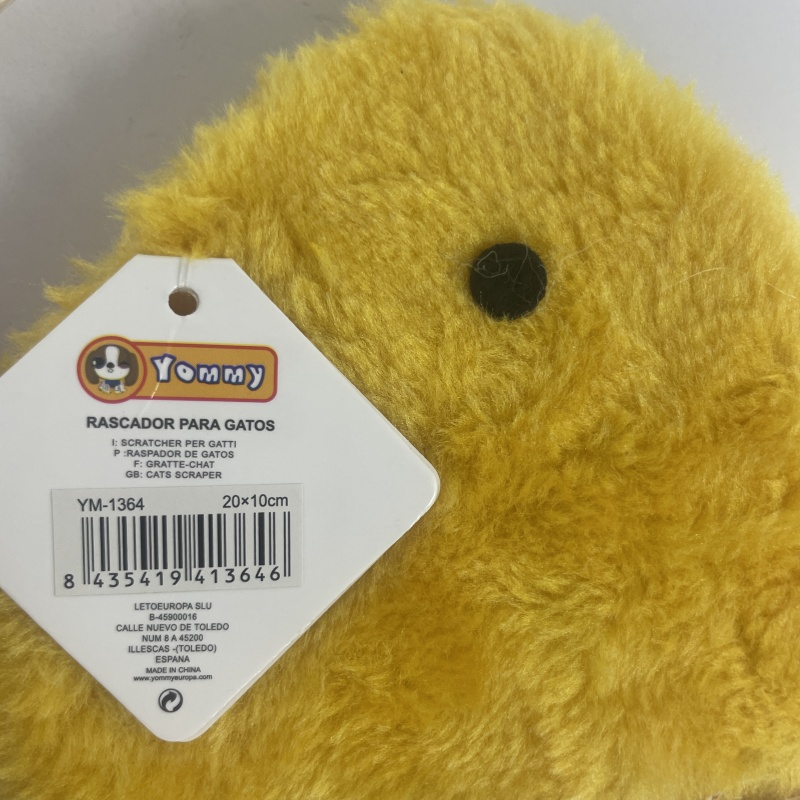 Yommy
RASCADOR PARA GATOS
I: SCRATCHER PER GATTI
P :RASPADOR DE GATOS
F: GRATTE-CHAT
GB: CATS SCRAPER
YM-1364 20×10cm
8 435419 413646
LETOEUROPA SLU
B-45900016
CALLE NUEVO DE TOLEDO
NUM 8 A 45200
ILLESCAS -(TOLEDO)
ESPANA
MADE IN CHINA
www.yommyeuropa.com